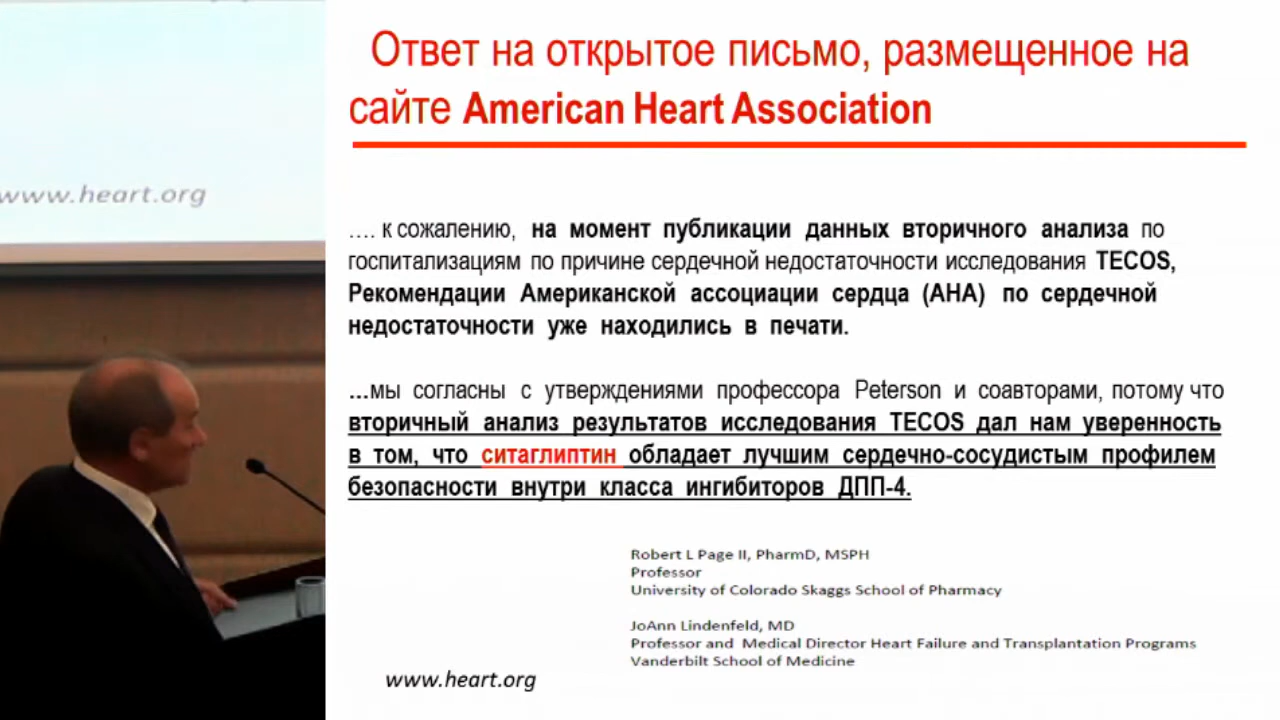 Ответ на открытое письмо, размещенное на
сайте American Heart Association
www.heart.org
…. к сожалению, на момент публикации данных вторичного анализа по
госпитализациям по причине сердечной недостаточности исследования TECOS,
Рекомендации Американской ассоциации сердца (АНА) по сердечной
недостаточности уже находились в печати.
…мы согласны с утверждениями профессора Peterson и соавторами, потому что
вторичный анализ результатов исследования TECOS дал нам уверенность
в том, что ситаглиптин обладает лучшим сердечно-сосудистым профилем
безопасности внутри класса ингибиторов ДПП-4.
Robert L Page II, PharmD, MSPH
Professor
University of Colorado Skaggs School of Pharmacy
JoAnn Lindenfeld, MD
Professor and Medical Director Heart Failure and Transplantation Programs
Vanderbilt School of Medicine
www.heart.org